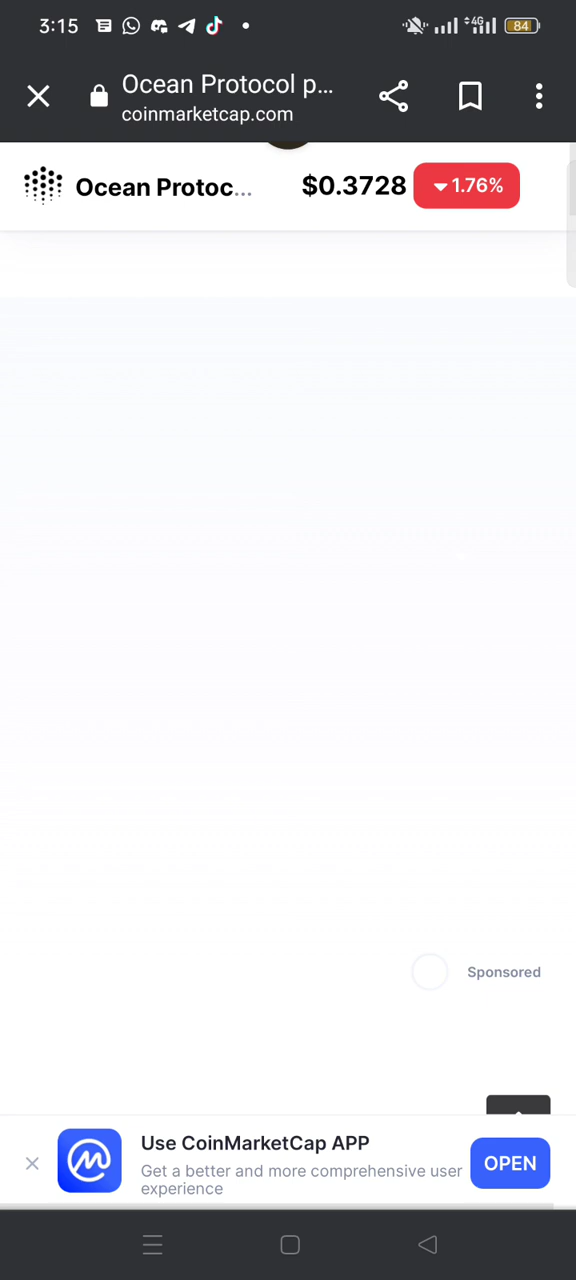 3:15
4G
84
Ocean Protocol p...
coinmarketcap.com
Ocean Protoc...
$0.3728
1.76%
Sponsored
Use CoinMarketCap APP
Get a better and more comprehensive user
experience
OPEN